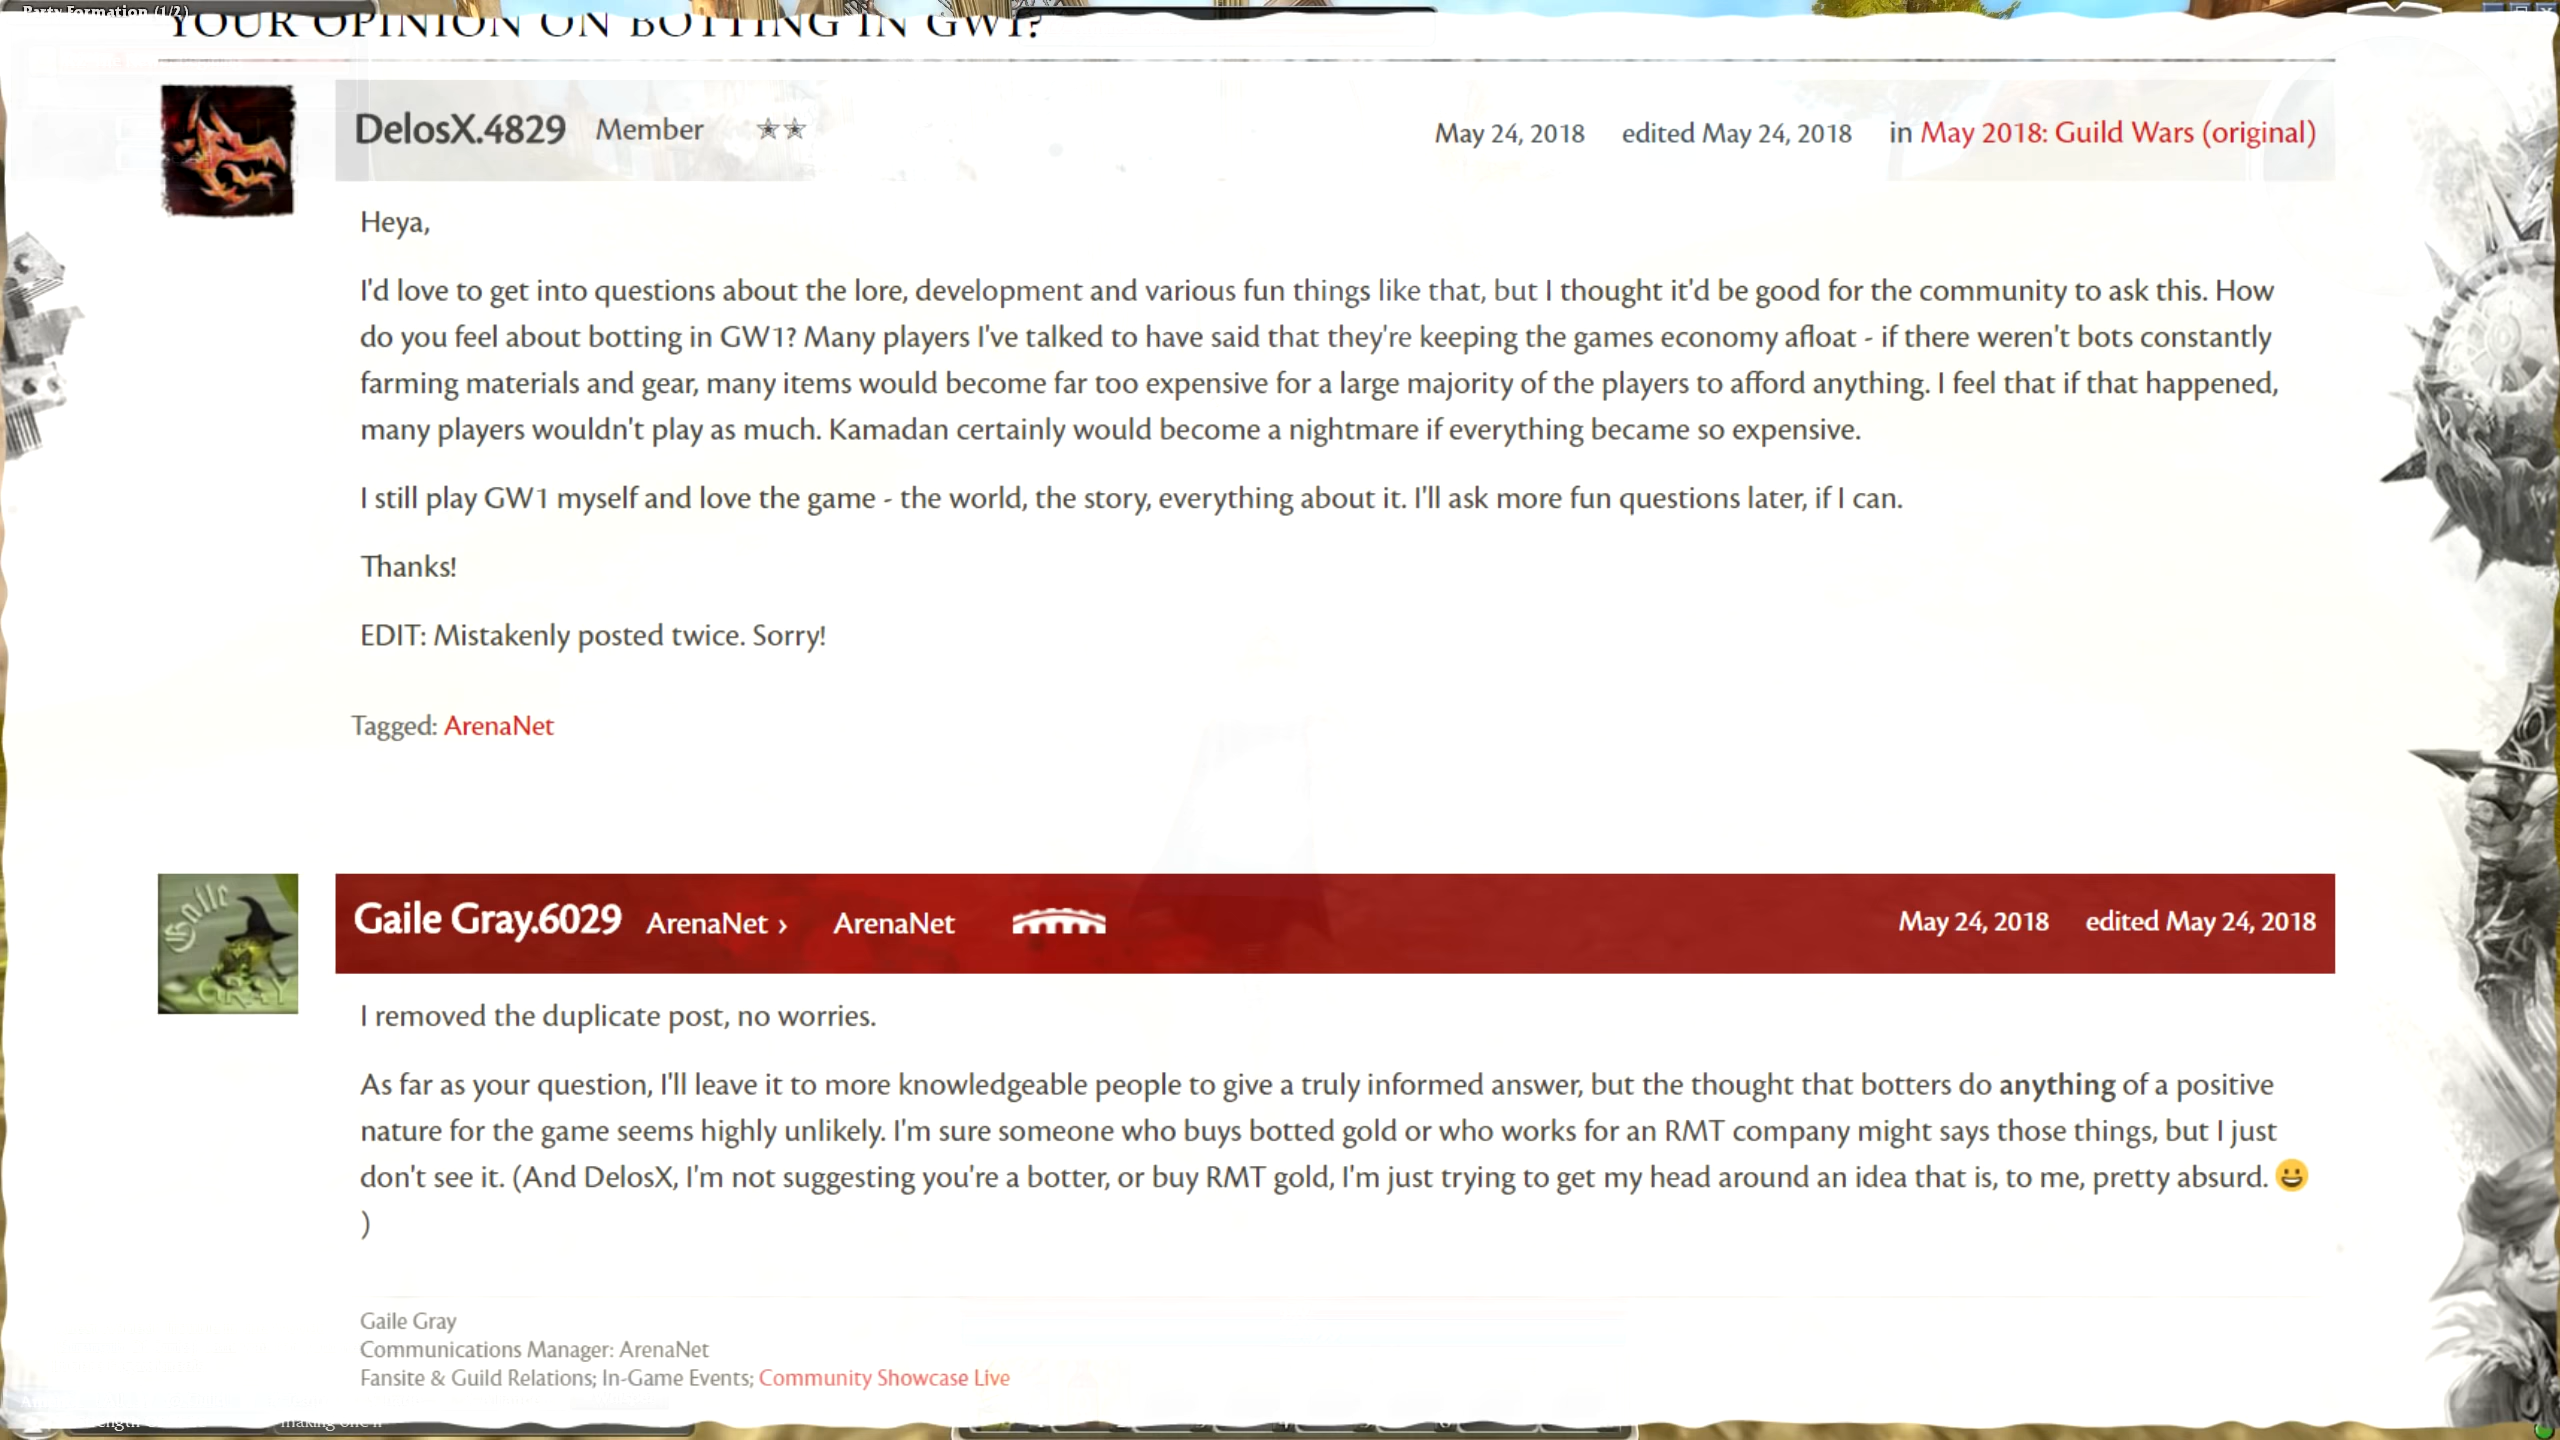 Party Formation (1/2)
YOUR OPINION ON BOTTING IN GW1?
DelosX.4829 Member ★★ May 24, 2018 edited May 24, 2018 in May 2018: Guild Wars (original)
Heya,
I'd love to get into questions about the lore, development and various fun things like that, but I thought it'd be good for the community to ask this. How
do you feel about botting in GW1? Many players I've talked to have said that they're keeping the games economy afloat - if there weren't bots constantly
farming materials and gear, many items would become far too expensive for a large majority of the players to afford anything. I feel that if that happened,
many players wouldn't play as much. Kamadan certainly would become a nightmare if everything became so expensive.
I still play GW1 myself and love the game - the world, the story, everything about it. I'll ask more fun questions later, if I can.
Thanks!
EDIT: Mistakenly posted twice. Sorry!
Tagged: ArenaNet
Gaile
GRAY
Gaile Gray.6029 ArenaNet › ArenaNet May 24, 2018 edited May 24, 2018
I removed the duplicate post, no worries.
As far as your question, I'll leave it to more knowledgeable people to give a truly informed answer, but the thought that botters do anything of a positive
nature for the game seems highly unlikely. I'm sure someone who buys botted gold or who works for an RMT company might says those things, but I just
don't see it. (And DelosX, I'm not suggesting you're a botter, or buy RMT gold, I'm just trying to get my head around an idea that is, to me, pretty absurd. 😀
)
Gaile Gray
Communications Manager: ArenaNet
Fansite & Guild Relations; In-Game Events; Community Showcase Live